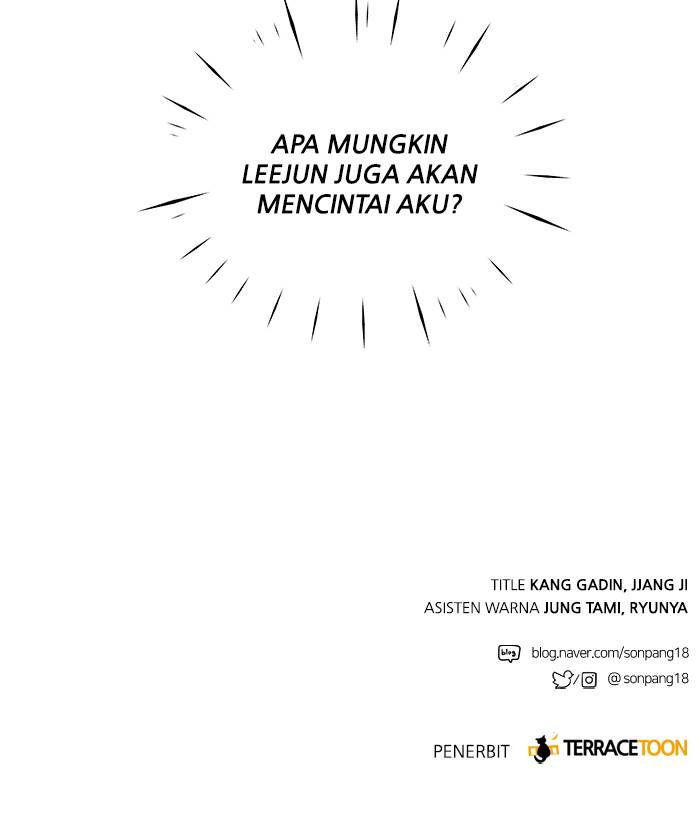 APA MUNGKIN
LEEJUN JUGA AKAN
MENCINTAI AKU?
TITLE KANG GADIN, JJANG JI
ASISTEN WARNA JUNG TAMI, RYUNYA
blog blog.naver.com/sonpang18
/ @sonpang18
PENERBIT TERRACETOON